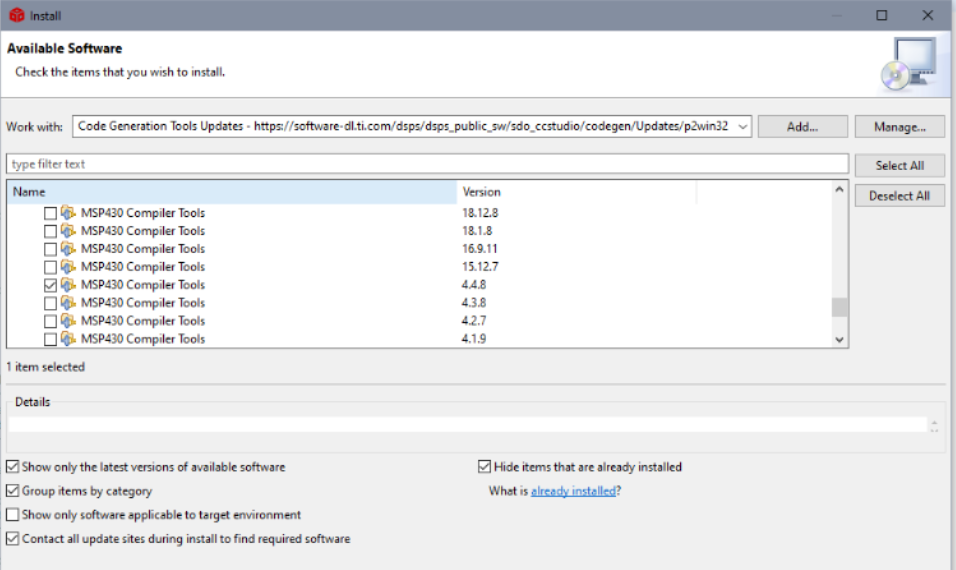 Install
Available Software
Check the items that you wish to install.
Work with: Code Generation Tools Updates - https://software-dl.ti.com/dsps/dsps_public_sw/sdo_ccstudio/codegen/Updates/p2win32 Add... Manage...
type filter text Select All
Name Version Deselect All
MSP430 Compiler Tools 18.12.8
MSP430 Compiler Tools 18.1.8
MSP430 Compiler Tools 16.9.11
MSP430 Compiler Tools 15.12.7
MSP430 Compiler Tools 4.4.8
MSP430 Compiler Tools 4.3.8
MSP430 Compiler Tools 4.2.7
MSP430 Compiler Tools 4.1.9
1 item selected
Details
Show only the latest versions of available software Hide items that are already installed
Group items by category What is already installed?
Show only software applicable to target environment
Contact all update sites during install to find required software